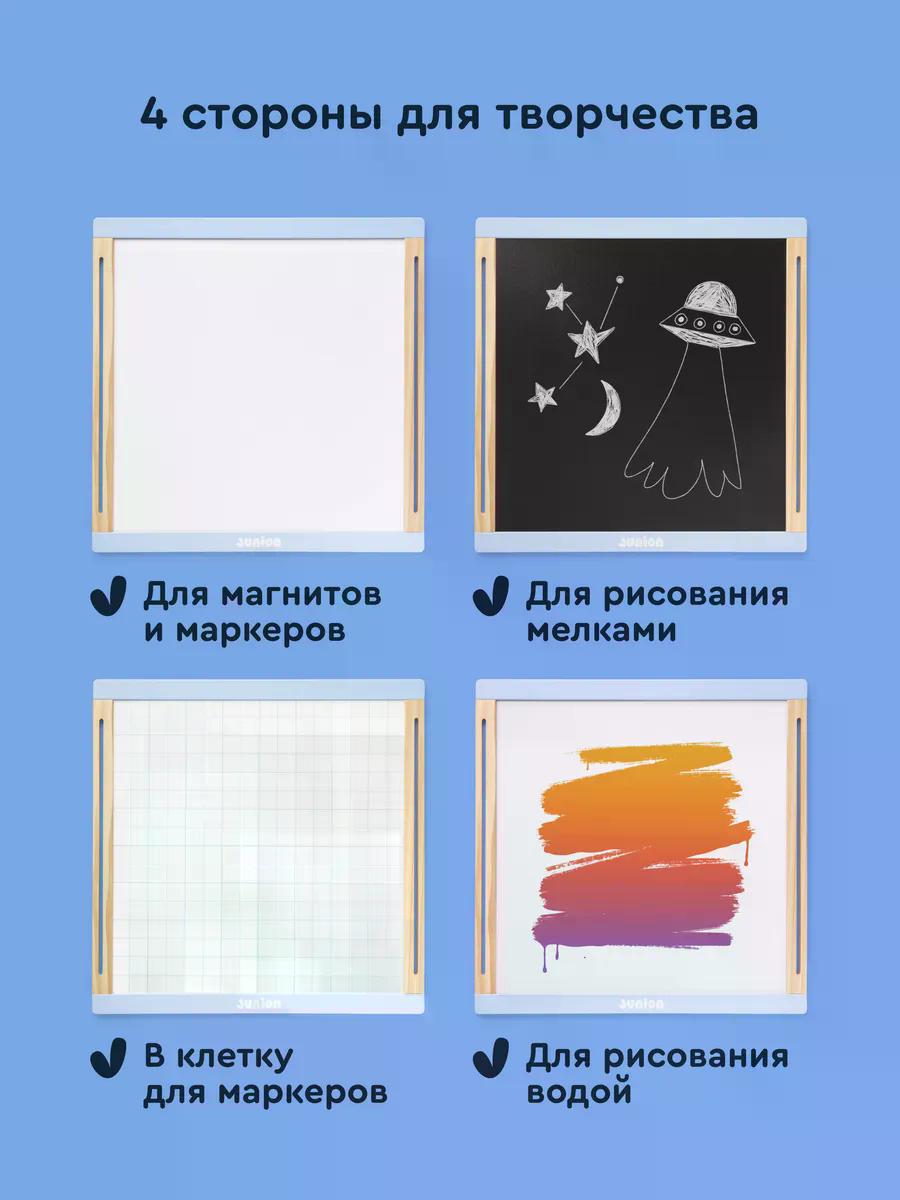 4 стороны для творчества
Junion
Junion
Для магнитов
и маркеров
Для рисования
мелками
Junion
Junion
В клетку
для маркеров
Для рисования
водой